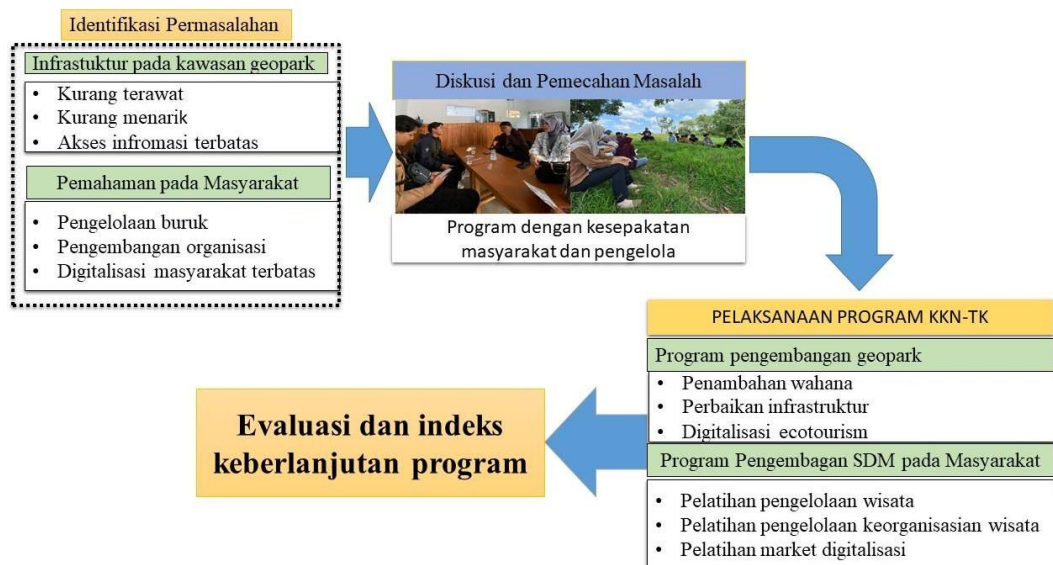 Identifikasi Permasalahan
Infrastuktur pada kawasan geopark
• Kurang terawat
• Kurang menarik
• Akses infromasi terbatas
Pemahaman pada Masyarakat
• Pengelolaan buruk
• Pengembangan organisasi
• Digitalisasi masyarakat terbatas
Diskusi dan Pemecahan Masalah
Program dengan kesepakatan
masyarakat dan pengelola
PELAKSANAAN PROGRAM KKN-TK
Program pengembangan geopark
• Penambahan wahana
• Perbaikan infrastruktur
• Digitalisasi ecotourism
Program Pengembagan SDM pada Masyarakat
• Pelatihan pengelolaan wisata
• Pelatihan pengelolaan keorganisasian wisata
• Pelatihan market digitalisasi
Evaluasi dan indeks
keberlanjutan program